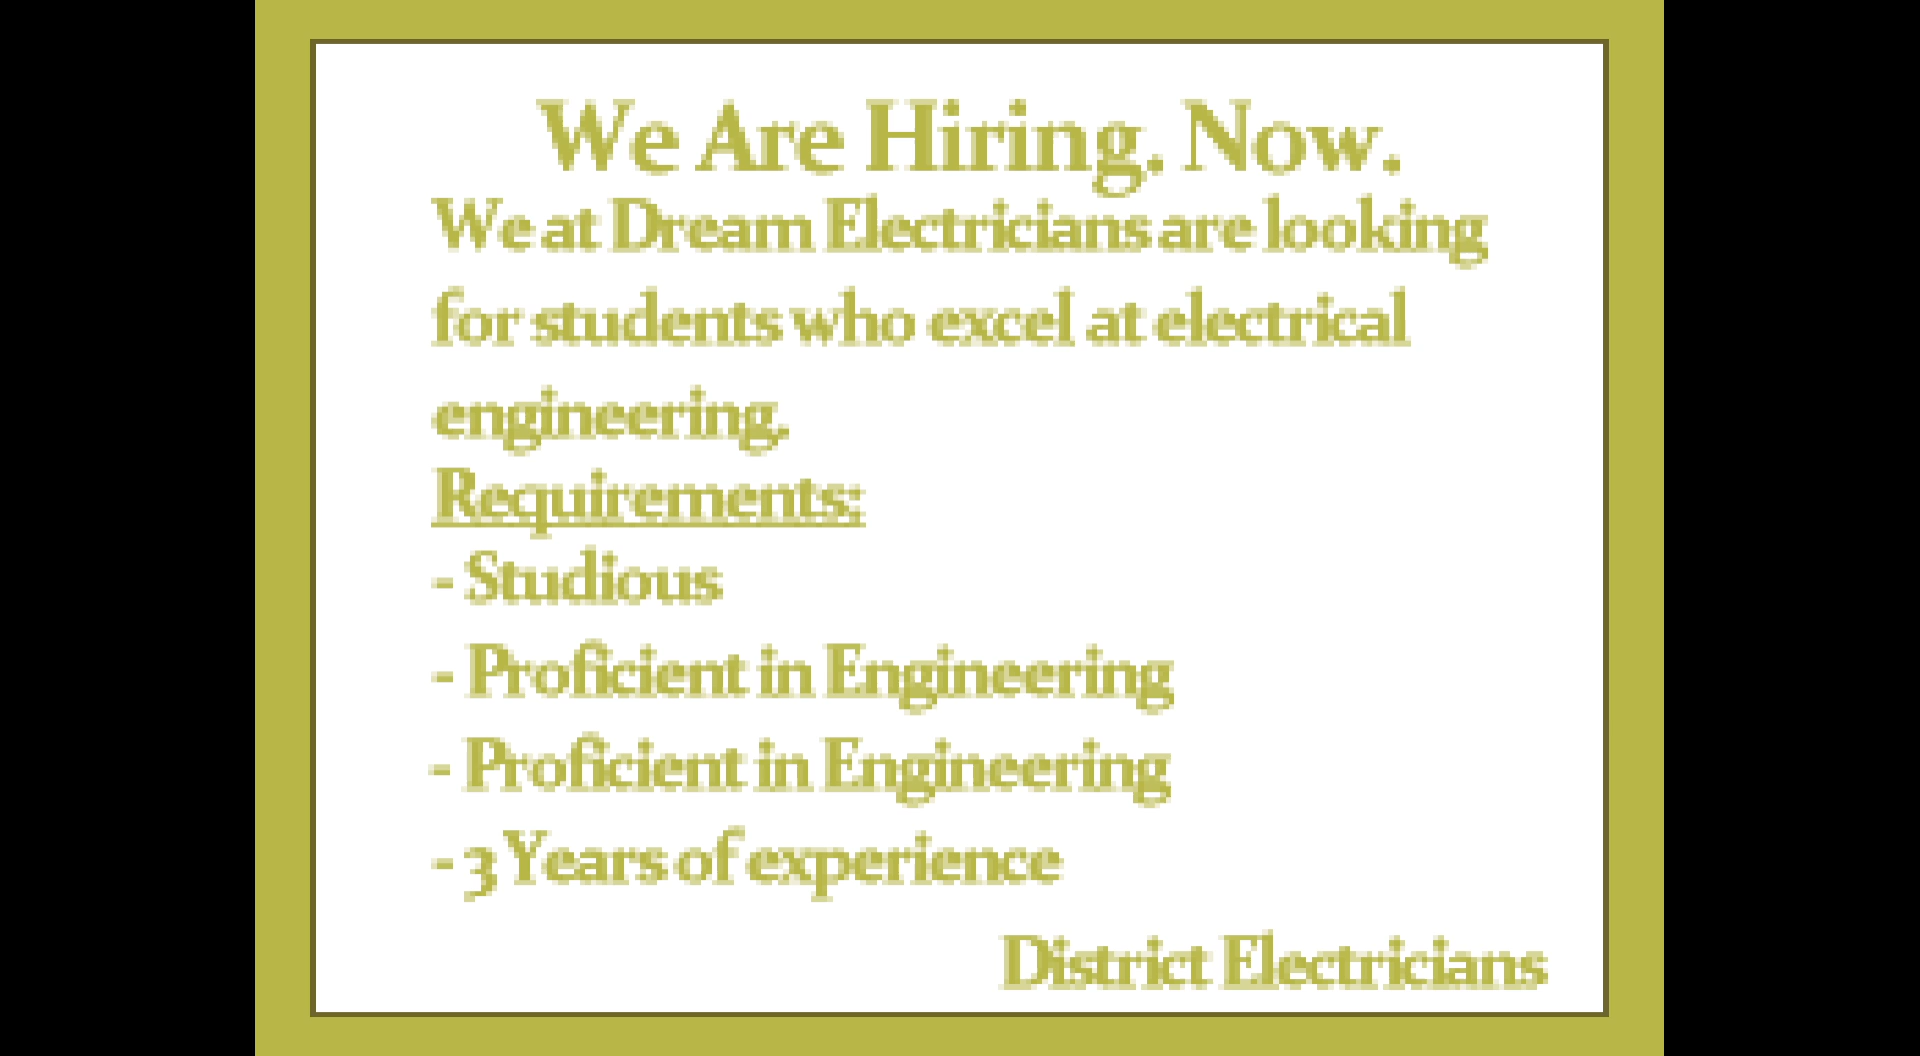 We Are Hiring. Now.
We at Dream Electricians are looking
for students who excel at electrical
engineering.
Requirements:
- Studious
- Proficient in Engineering
- Proficient in Engineering
- 3 Years of experience
District Electricians